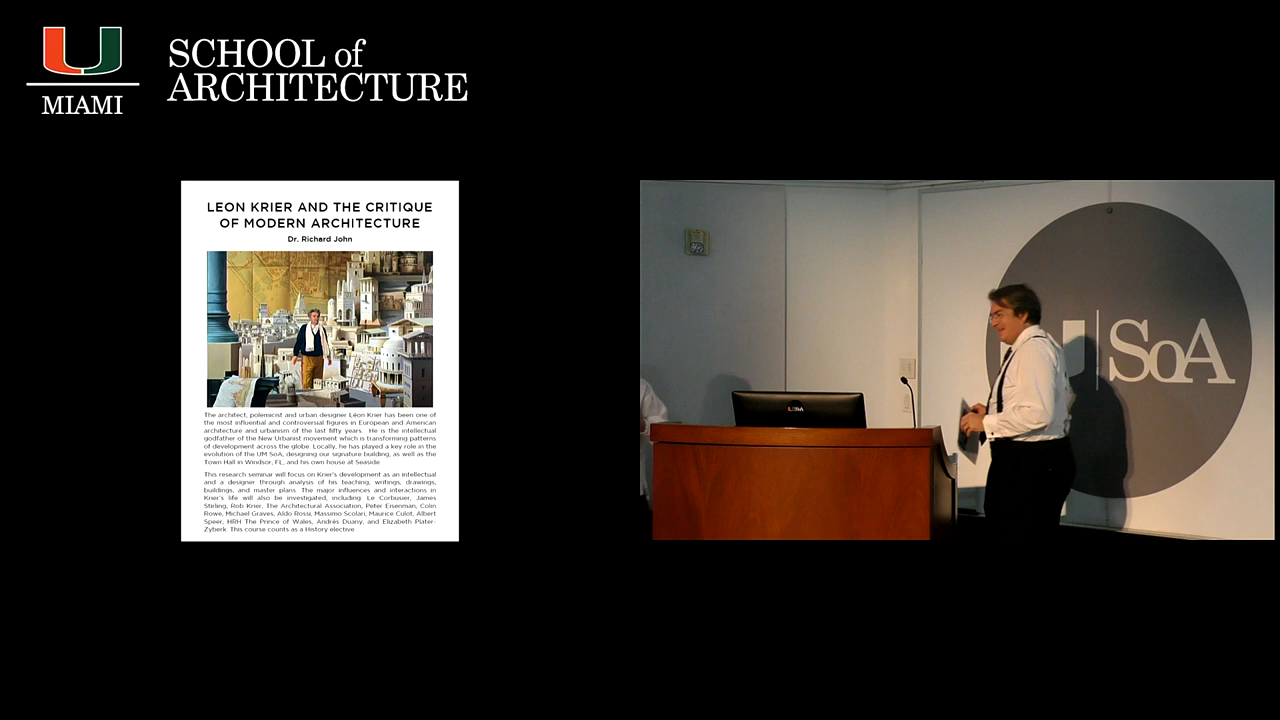 MIAMI
SCHOOL of
ARCHITECTURE
LEON KRIER AND THE CRITIQUE
OF MODERN ARCHITECTURE
Dr. Richard John
The architect, polemicist and urban designer Léon Krier has been one of
the most influential and controversial figures in European and American
architecture and urbanism of the last fifty years. He is the intellectual
godfather of the New Urbanist movement which is transforming patterns
of development across the globe. Locally, he has played a key role in the
evolution of the UM SoA, designing our signature building, as well as the
Town Hall in Windsor, FL, and his own house at Seaside.
This research seminar will focus on Krier's development as an intellectual
and a designer through analysis of his teaching, writings, drawings,
buildings, and master plans. The major influences and interactions in
Krier's life will also be investigated, including Le Corbusier, James
Stirling, Rob Krier, The Architectural Association, Peter Eisenman, Colin
Rowe, Michael Graves, Aldo Rossi, Massimo Scolari, Maurice Culot, Albert
Speer, HRH The Prince of Wales, Andrés Duany, and Elizabeth Plater-
Zyberk. This course counts as a History elective.
U SoA
SoA